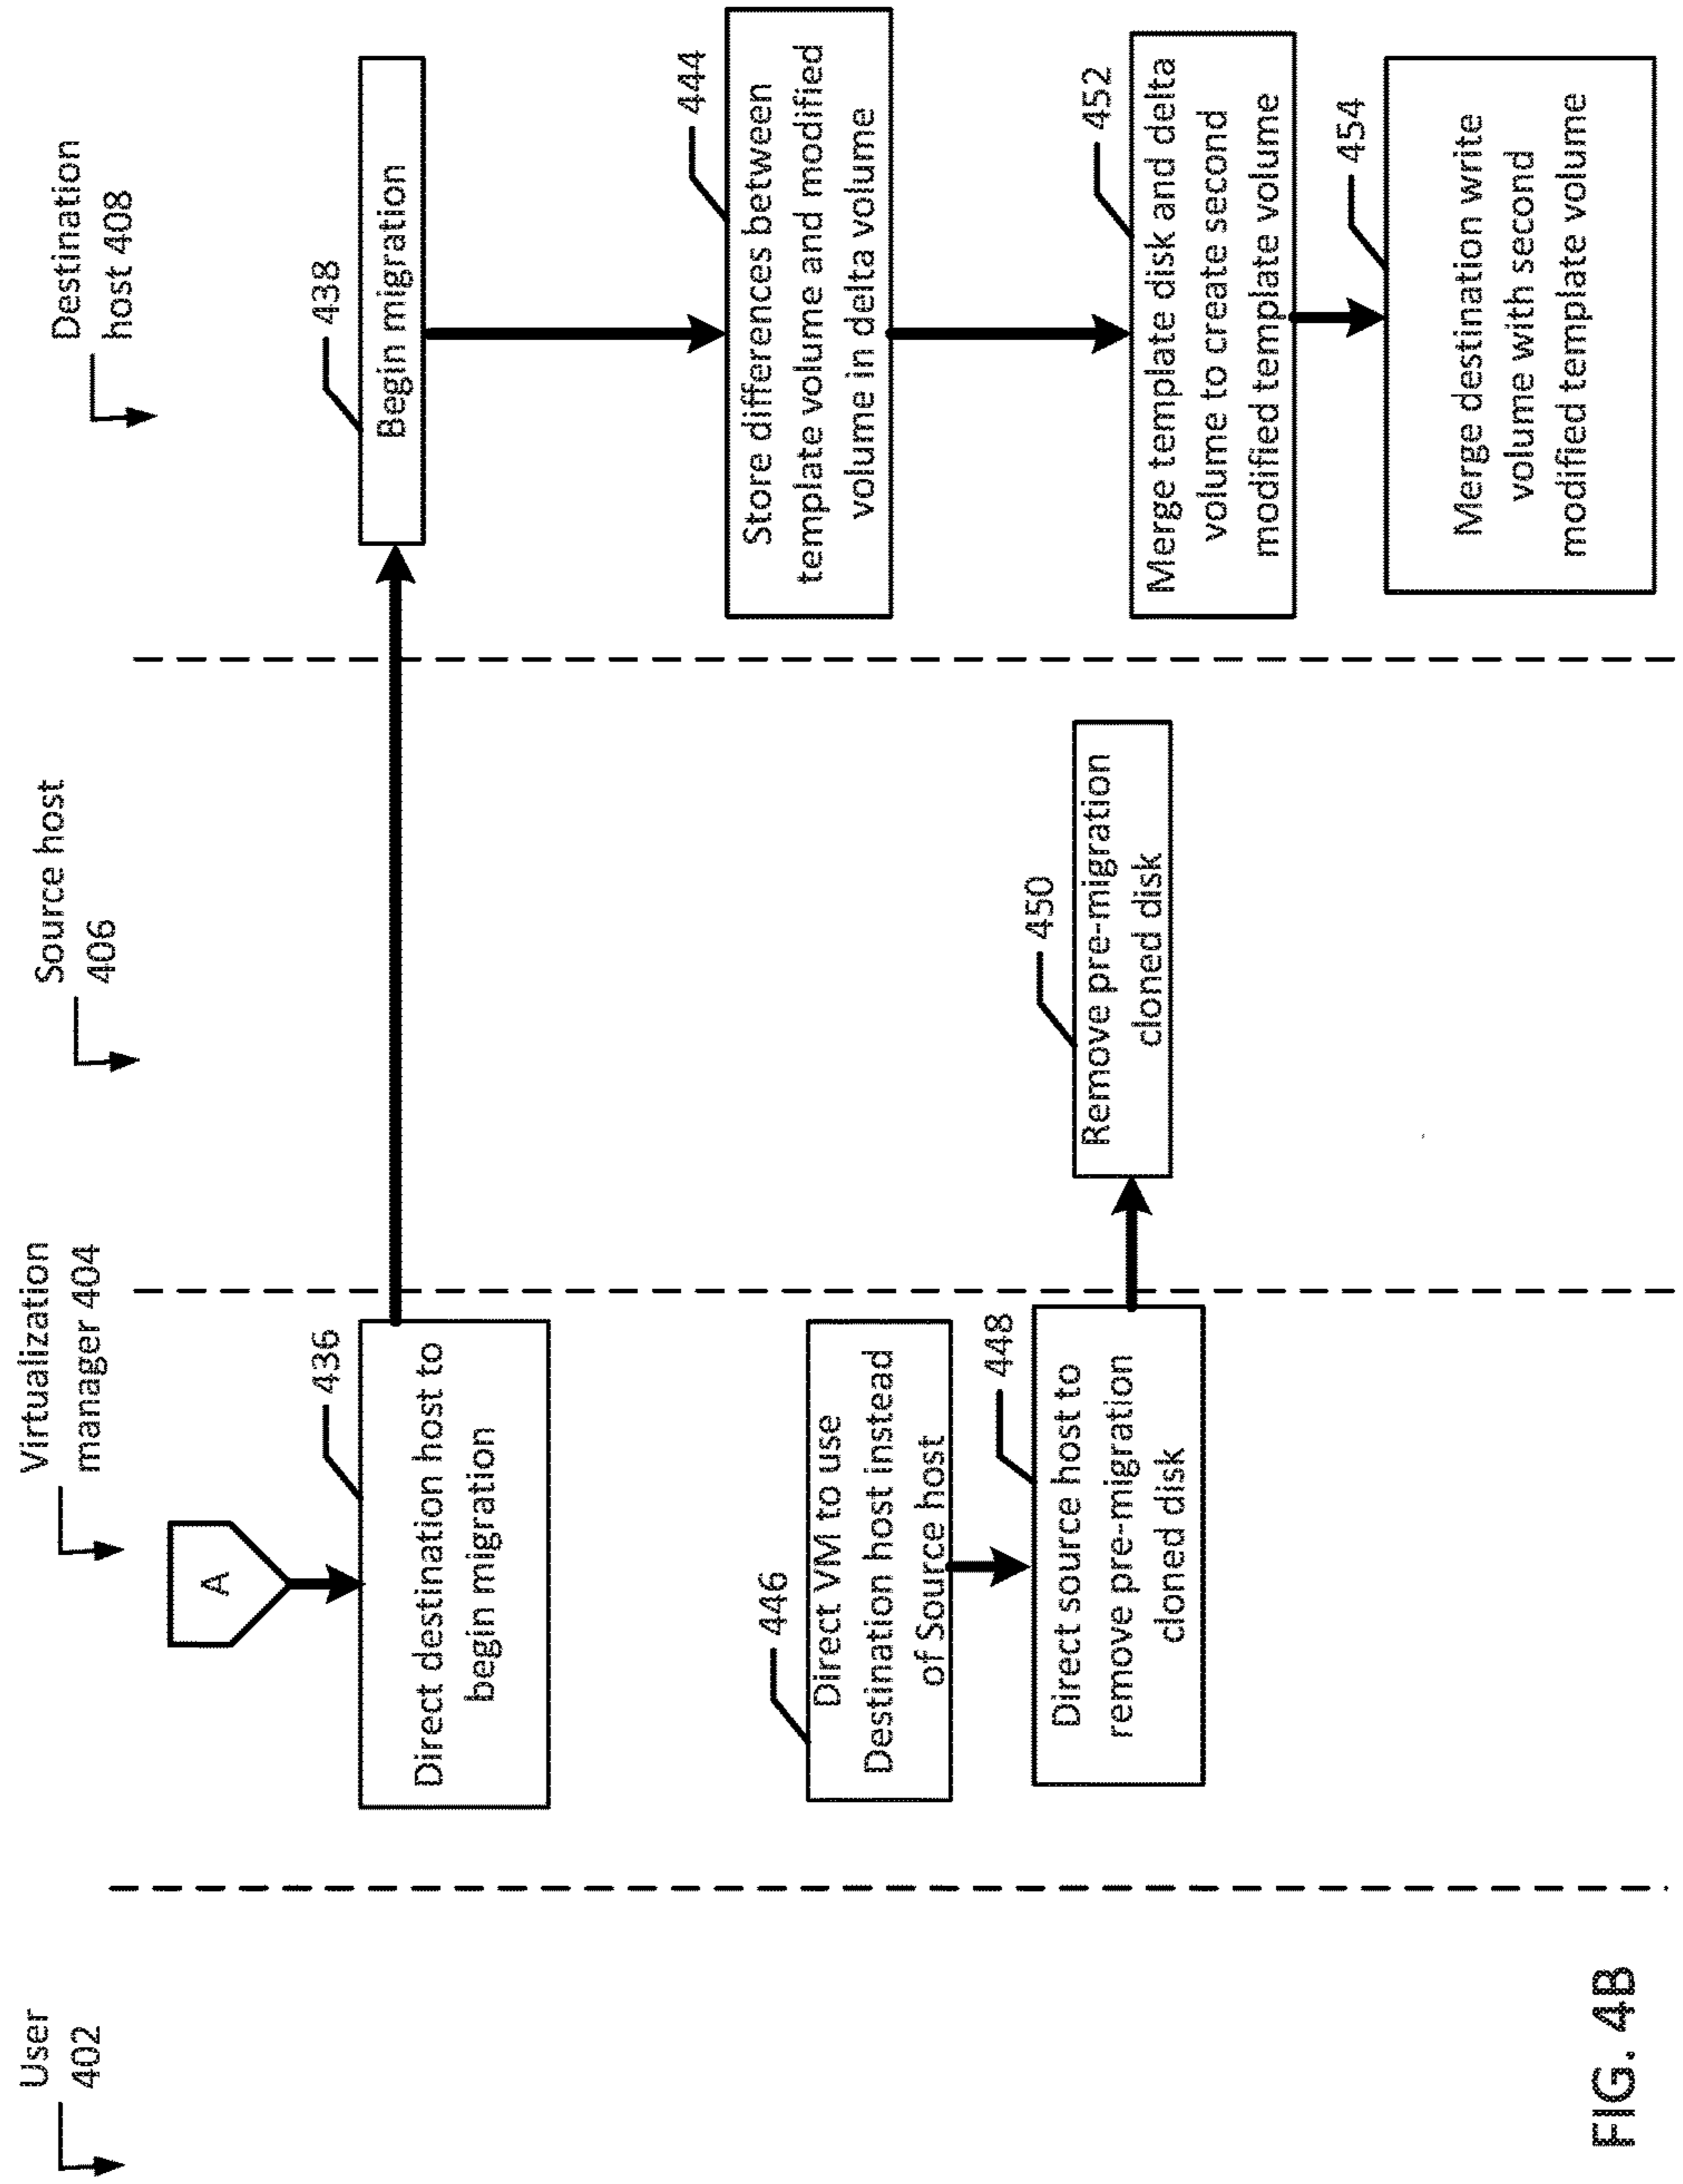 User
402
Virtualization
manager 404
Source host
406
Destination
host 408
A
436
Direct destination host to
begin migration
438
Begin migration
444
Store differences between
template volume and modified
volume in delta volume
446
Direct VM to use
Destination host instead
of Source host
448
Direct source host to
remove pre-migration
cloned disk
450
Remove pre-migration
cloned disk
452
Merge template disk and delta
volume to create second
modified template volume
454
Merge destination write
volume with second
modified template volume
FIG. 4B